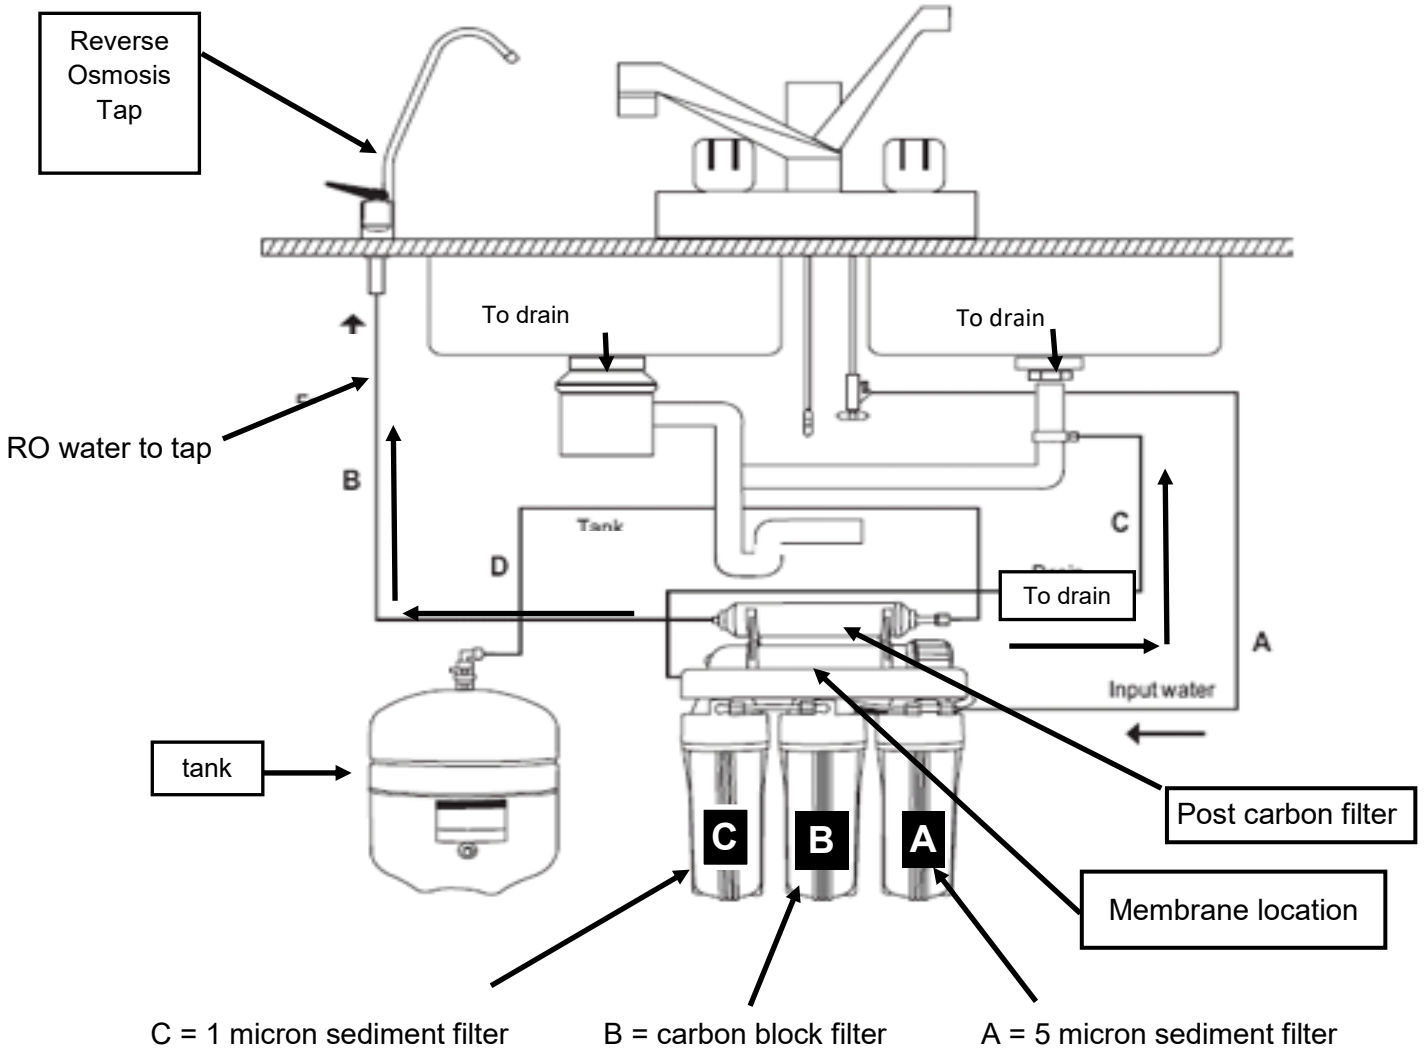 Reverse
Osmosis
Tap
To drain
To drain
RO water to tap
B
Tank
C
D
To drain
A
Input water
tank
Post carbon filter
C
B
A
Membrane location
C = 1 micron sediment filter
B = carbon block filter
A = 5 micron sediment filter